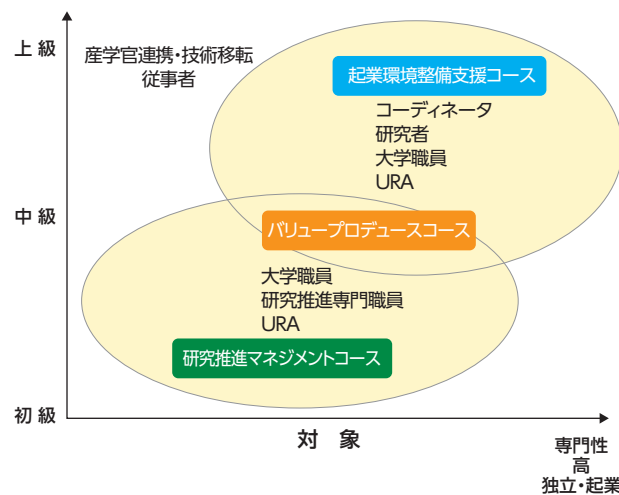 上級
産学官連携・技術移転
従事者
起業環境整備支援コース
コーディネータ
研究者
大学職員
URA
中級
バリュープロデュースコース
大学職員
研究推進専門職員
URA
研究推進マネジメントコース
初級
対 象
専門性
高
独立・起業